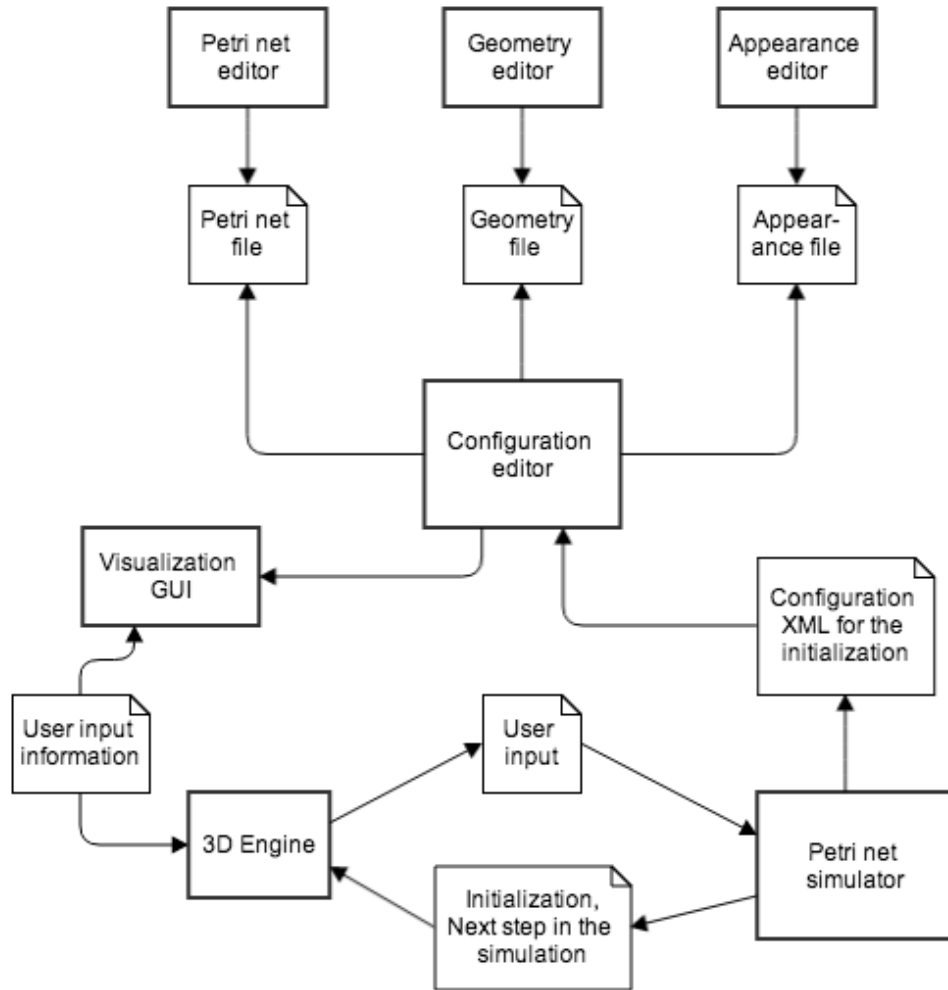 Petri net
editor
Geometry
editor
Appearance
editor
Petri net
file
Geometry
file
Appear-
ance file
Configuration
editor
Visualization
GUI
Configuration
XML for the
initialization
User input
information
User
input
3D Engine
Petri net
simulator
Initialization,
Next step in the
simulation